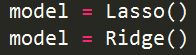 model = Lasso()
model = Ridge()